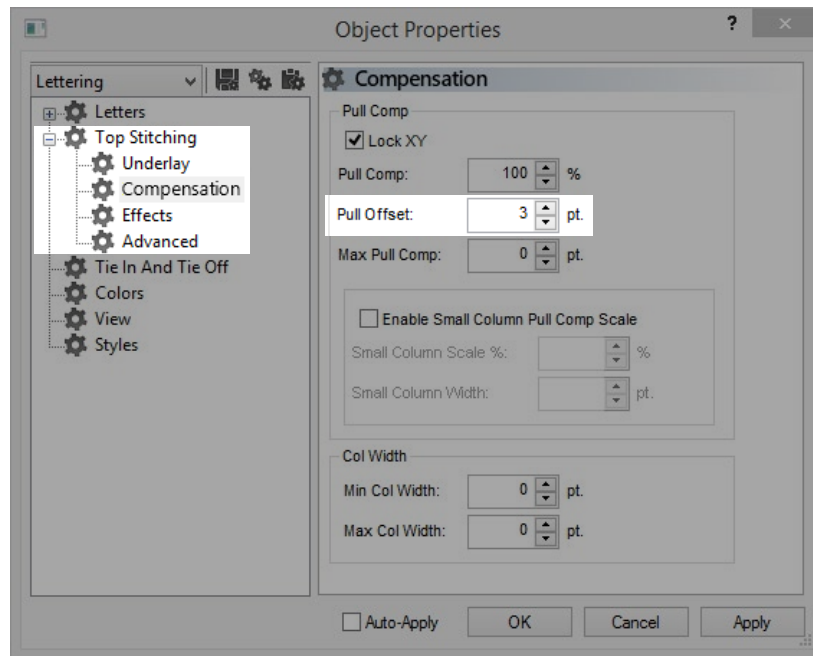 Object Properties ?
Lettering
Letters
Top Stitching
Underlay
Compensation
Effects
Advanced
Tie In And Tie Off
Colors
View
Styles
Compensation
Pull Comp
Lock XY
Pull Comp: 100 %
Pull Offset: 3 pt.
Max Pull Comp: 0 pt.
Enable Small Column Pull Comp Scale
Small Column Scale %: %
Small Column Width: pt.
Col Width
Min Col Width: 0 pt.
Max Col Width: 0 pt.
Auto-Apply OK Cancel Apply